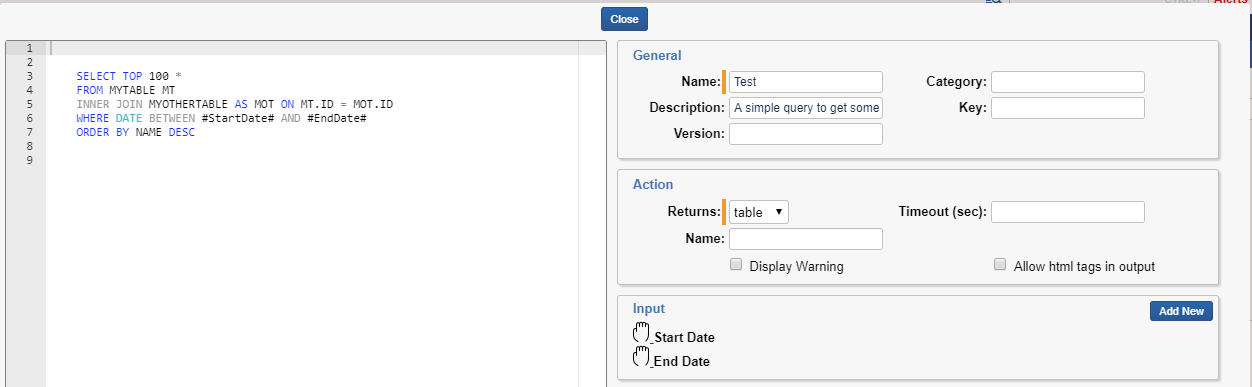 Close
1
2
3 SELECT TOP 100 *
4 FROM MYTABLE MT
5 INNER JOIN MYOTHERTABLE AS MOT ON MT.ID = MOT.ID
6 WHERE DATE BETWEEN #StartDate# AND #EndDate#
7 ORDER BY NAME DESC
8
9
General
Name: Test Category:
Description: A simple query to get some Key:
Version:
Action
Returns: table Timeout (sec):
Name:
Display Warning Allow html tags in output
Input Add New
Start Date
End Date